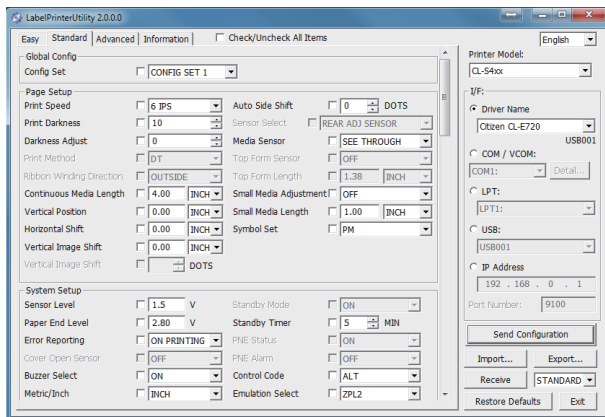 LabelPrinterUtility 2.0.0.0
Easy Standard Advanced Information Check/Uncheck All Items English
Global Config
Config Set CONFIG SET 1
Page Setup
Print Speed 6 IPS Auto Side Shift 0 DOTS
Print Darkness 10 Sensor Select REAR ADJ SENSOR
Darkness Adjust 0 Media Sensor SEE THROUGH
Print Method DT Top Form Sensor OFF
Ribbon Winding Direction OUTSIDE Top Form Length 1.38 INCH
Continuous Media Length 4.00 INCH Small Media Adjustment OFF
Vertical Position 0.00 INCH Small Media Length 1.00 INCH
Horizontal Shift 0.00 INCH Symbol Set PM
Vertical Image Shift 0.00 INCH
Vertical Image Shift DOTS
System Setup
Sensor Level 1.5 V Standby Mode ON
Paper End Level 2.80 V Standby Timer 5 MIN
Error Reporting ON PRINTING PNE Status ON
Cover Open Sensor OFF PNE Alarm OFF
Buzzer Select ON Control Code ALT
Metric/Inch INCH Emulation Select ZPL2
Printer Model:
CL-S4xx
I/F:
Driver Name
Citizen CL-E720
USB001
COM / VCOM:
COM1: Detail...
LPT:
LPT1:
USB:
USB001
IP Address
192 . 168 . 0 . 1
Port Number: 9100
Send Configuration
Import... Export...
Receive STANDARD
Restore Defaults Exit